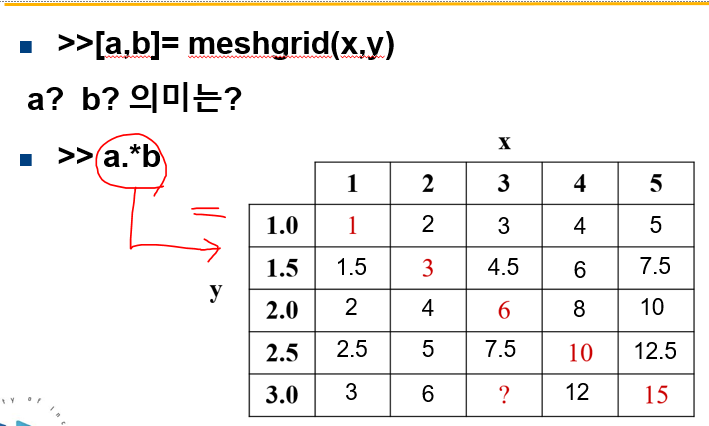 >>[a,b]= meshgrid(x,y)
a? b? 의미는?
>> a.*b
=
x
1 2 3 4 5
1.0 1 2 3 4 5
1.5 1.5 3 4.5 6 7.5
y
2.0 2 4 6 8 10
2.5 2.5 5 7.5 10 12.5
3.0 3 6 ? 12 15